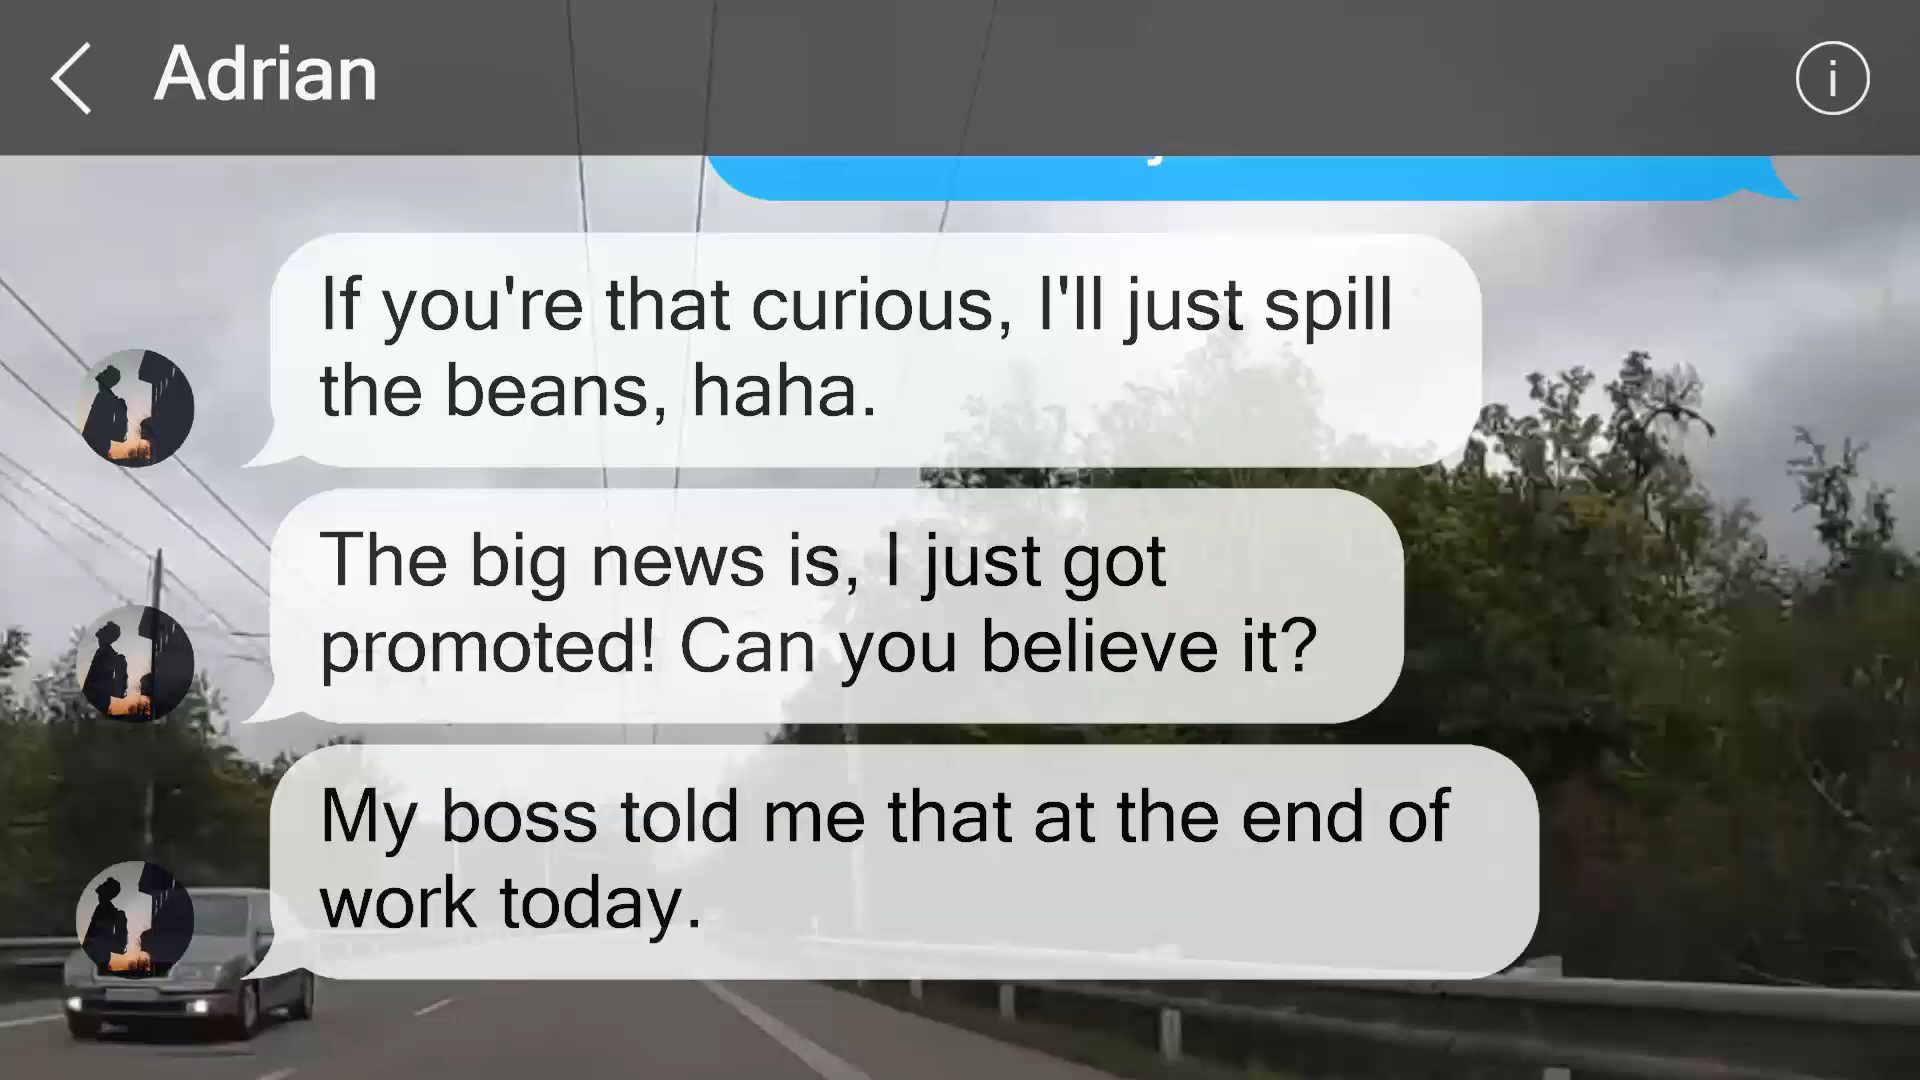 Adrian
If you're that curious, I'll just spill
the beans, haha.
The big news is, I just got
promoted! Can you believe it?
My boss told me that at the end of
work today.